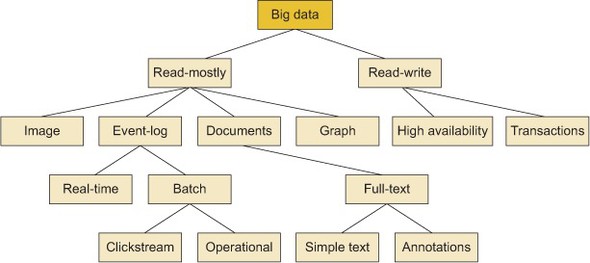 Big data
Read-mostly
Read-write
Image
Event-log
Documents
Graph
High availability
Transactions
Real-time
Batch
Full-text
Clickstream
Operational
Simple text
Annotations